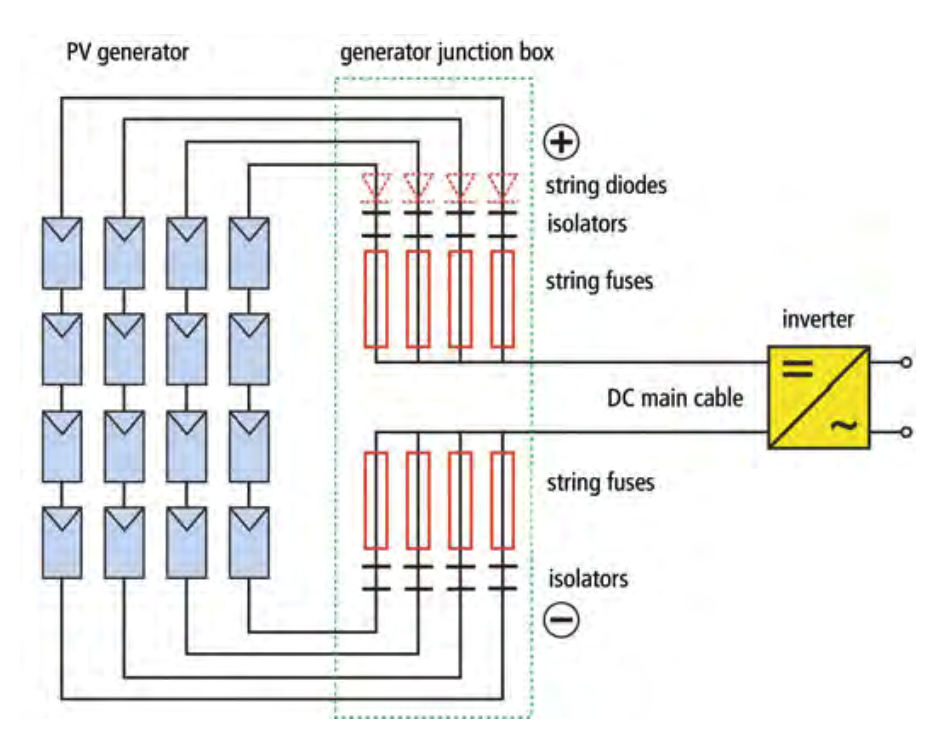 PV generator
generator junction box
+
string diodes
isolators
string fuses
inverter
DC main cable
string fuses
isolators
−
=
~